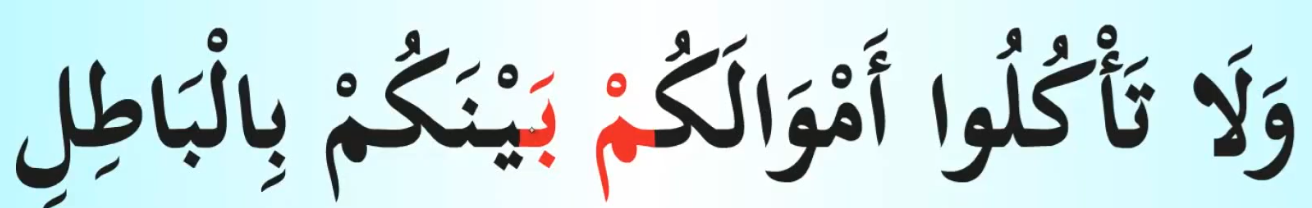 وَلَا تَأْكُلُوا أَمْوَالَكُمْ بَيْنَكُمْ بِالْبَاطِلِ